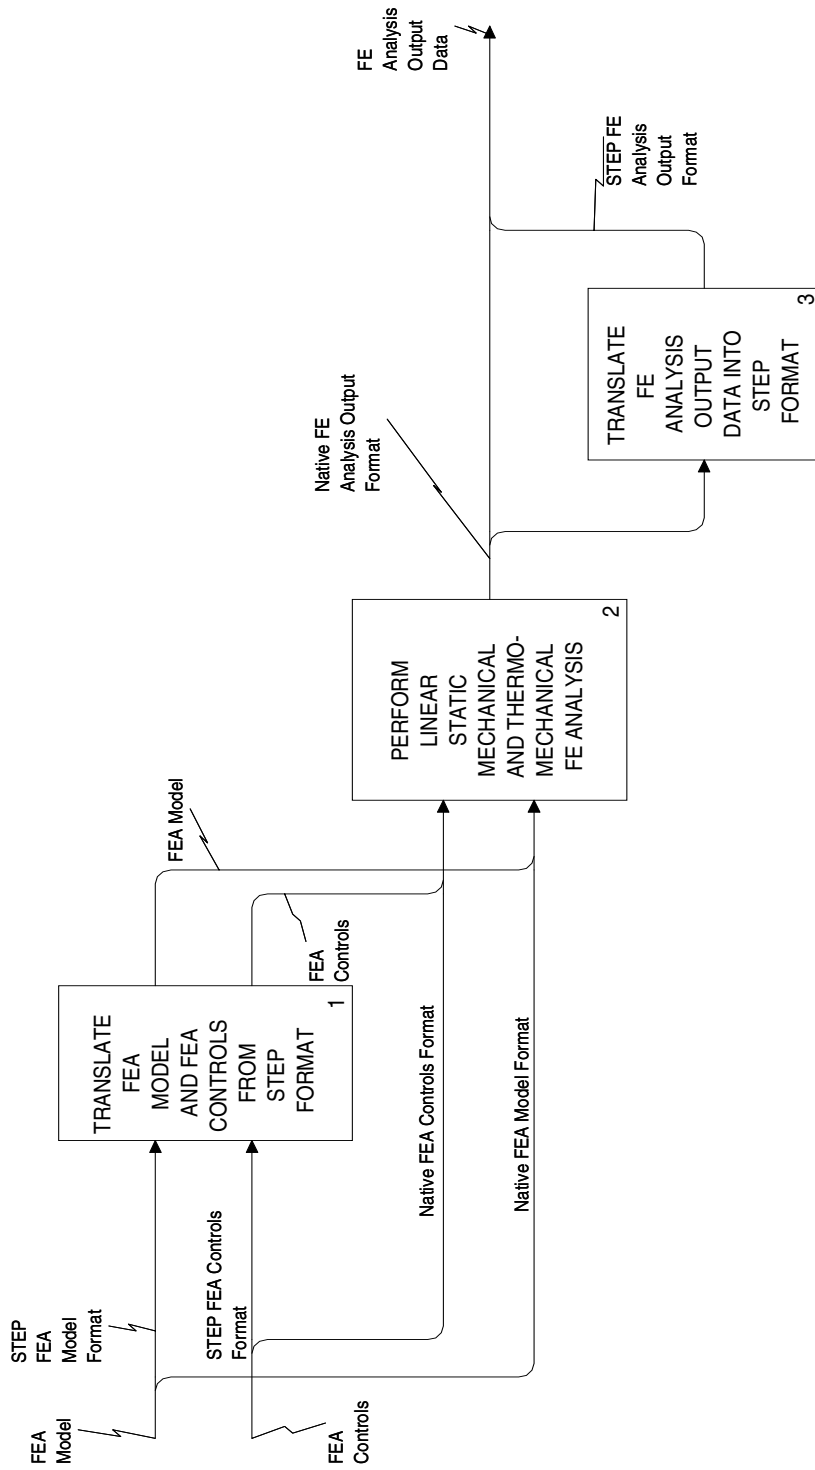 FEA
Model
STEP
FEA
Model
Format
STEP FEA Controls
Format
FEA
Controls
TRANSLATE
FEA
MODEL
AND FEA
CONTROLS
FROM
STEP
FORMAT
1
FEA Model
FEA
Controls
Native FEA Controls Format
Native FEA Model Format
PERFORM
LINEAR
STATIC
MECHANICAL
AND THERMO-
MECHANICAL
FE ANALYSIS
2
Native FE
Analysis Output
Format
TRANSLATE
FE
ANALYSIS
OUTPUT
DATA INTO
STEP
FORMAT
3
STEP FE
Analysis
Output
Format
FE
Analysis
Output
Data